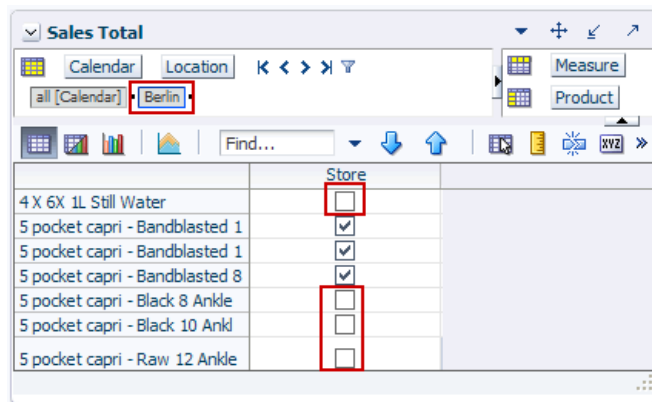 Sales Total
Calendar Location
Measure
all [Calendar] Berlin
Product
Find...
XYZ
Store
4 X 6X 1L Still Water
5 pocket capri - Bandblasted 1
5 pocket capri - Bandblasted 1
5 pocket capri - Bandblasted 8
5 pocket capri - Black 8 Ankle
5 pocket capri - Black 10 Ankl
5 pocket capri - Raw 12 Ankle